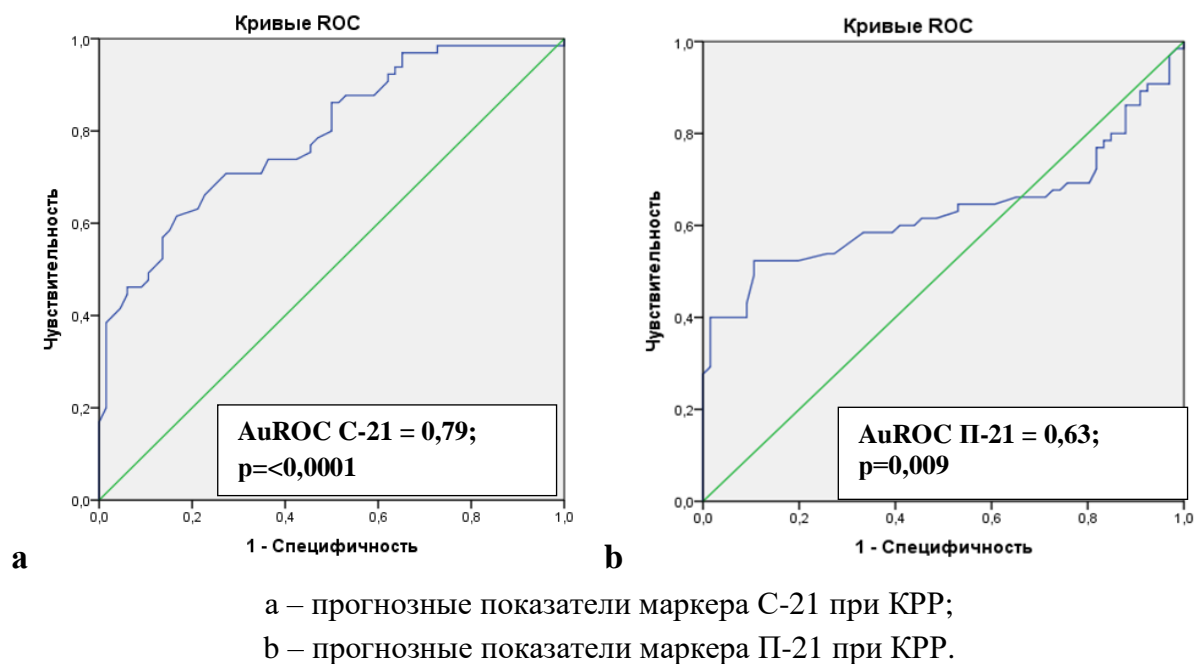 Кривые ROC
1,0
0,8
0,6
0,4
0,2
0,0
Чувствительность
0,0 0,2 0,4 0,6 0,8 1,0
1 - Специфичность
AuROC С-21 = 0,79;
p=<0,0001
a
Кривые ROC
1,0
0,8
0,6
0,4
0,2
0,0
Чувствительность
0,0 0,2 0,4 0,6 0,8 1,0
1 - Специфичность
AuROC П-21 = 0,63;
p=0,009
b
a – прогнозные показатели маркера С-21 при КРР;
b – прогнозные показатели маркера П-21 при КРР.